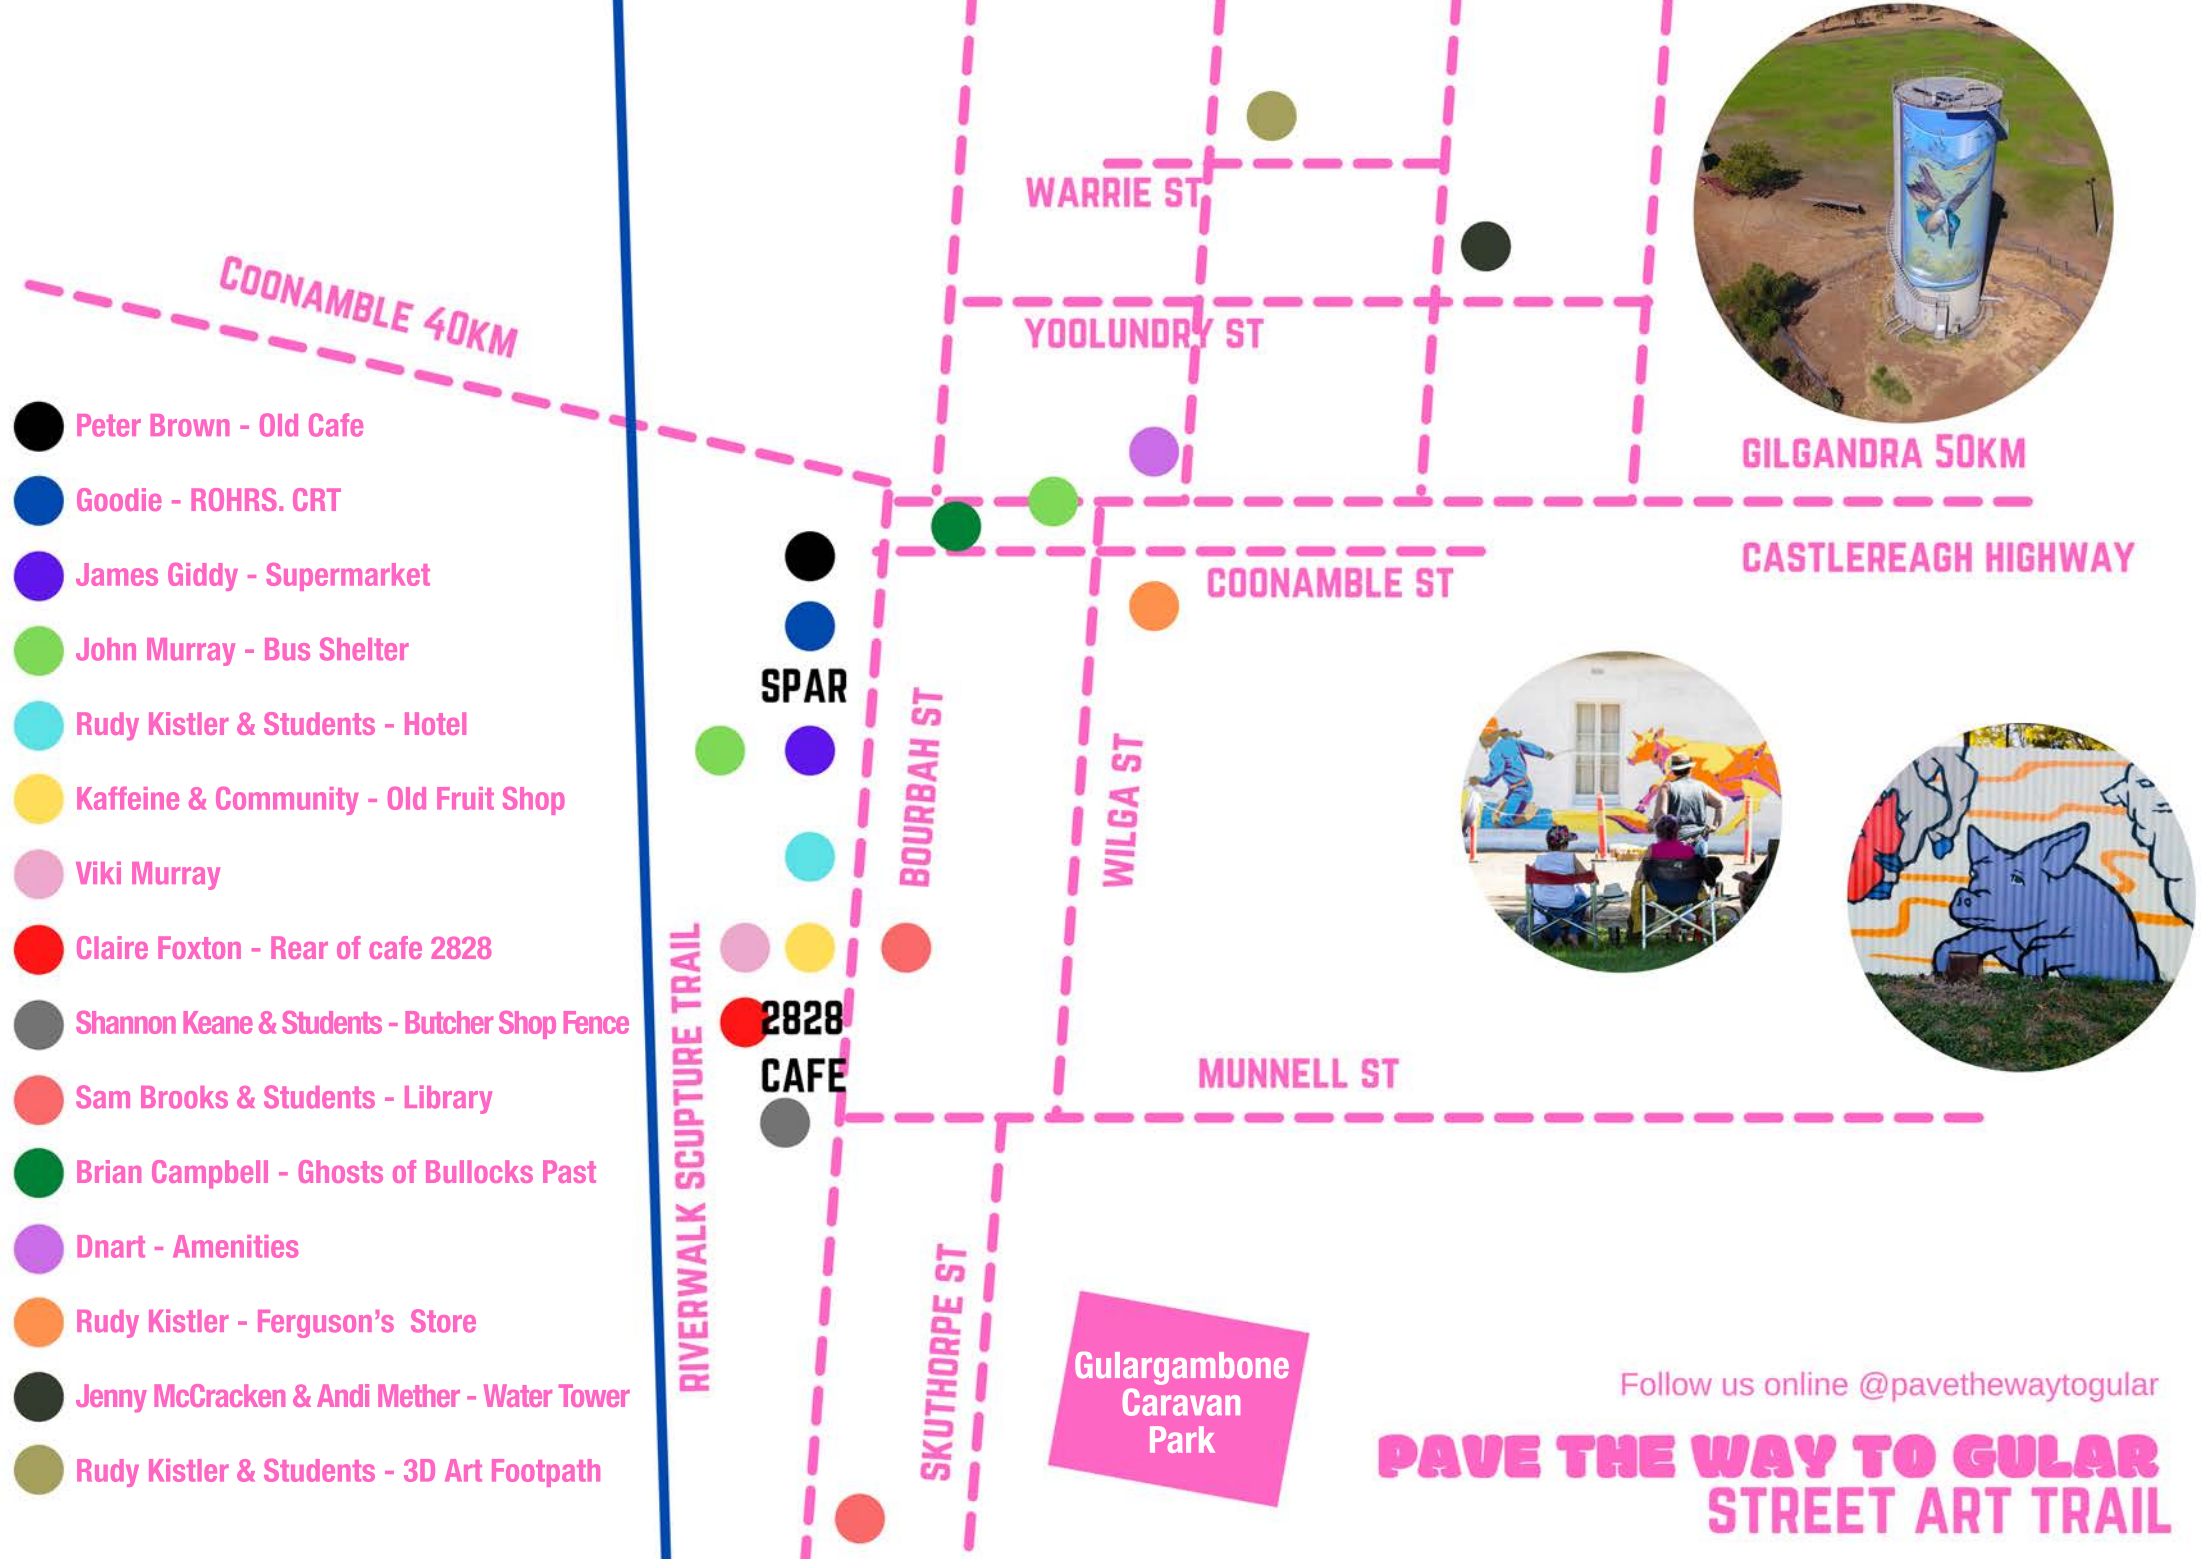 WARRIE ST
COONAMBLE 40KM
YOOLUNDRY ST
Peter Brown - Old Cafe
Goodie - ROHRS. CRT
James Giddy - Supermarket
John Murray - Bus Shelter
Rudy Kistler & Students - Hotel
Kaffeine & Community - Old Fruit Shop
Viki Murray
Claire Foxton - Rear of cafe 2828
Shannon Keane & Students - Butcher Shop Fence
Sam Brooks & Students - Library
Brian Campbell - Ghosts of Bullocks Past
Dnart - Amenities
Rudy Kistler - Ferguson's Store
Jenny McCracken & Andi Mether - Water Tower
Rudy Kistler & Students - 3D Art Footpath
GILGANDRA 50KM
CASTLEREAGH HIGHWAY
COONAMBLE ST
SPAR
BOURBAH ST
WILGA ST
RIVERWALK SCUPTURE TRAIL
2828
CAFE
MUNNELL ST
SKUTHORPE ST
Gulargambone
Caravan
Park
Follow us online @pavethewaytogular
PAVE THE WAY TO GULAR
STREET ART TRAIL